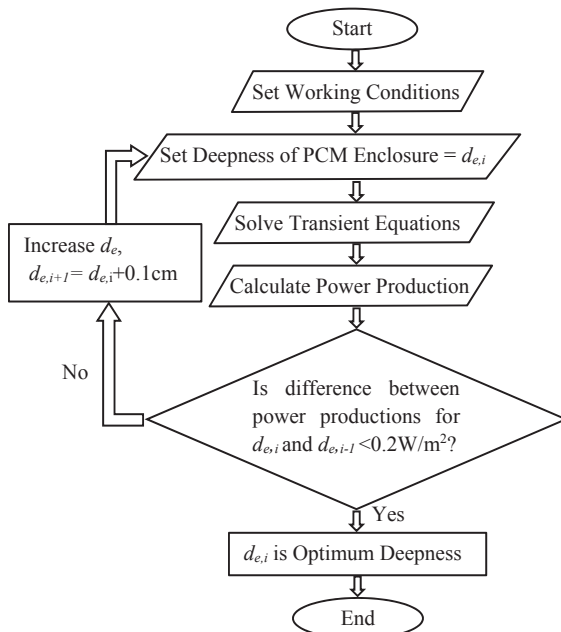 Start
Set Working Conditions
Set Deepness of PCM Enclosure = d_{e,i}
Solve Transient Equations
Increase d_e,
d_{e,i+1} = d_{e,i}+0.1cm
Calculate Power Production
No
Is difference between
power productions for
d_{e,i} and d_{e,i-1} <0.2W/m²?
Yes
d_{e,i} is Optimum Deepness
End